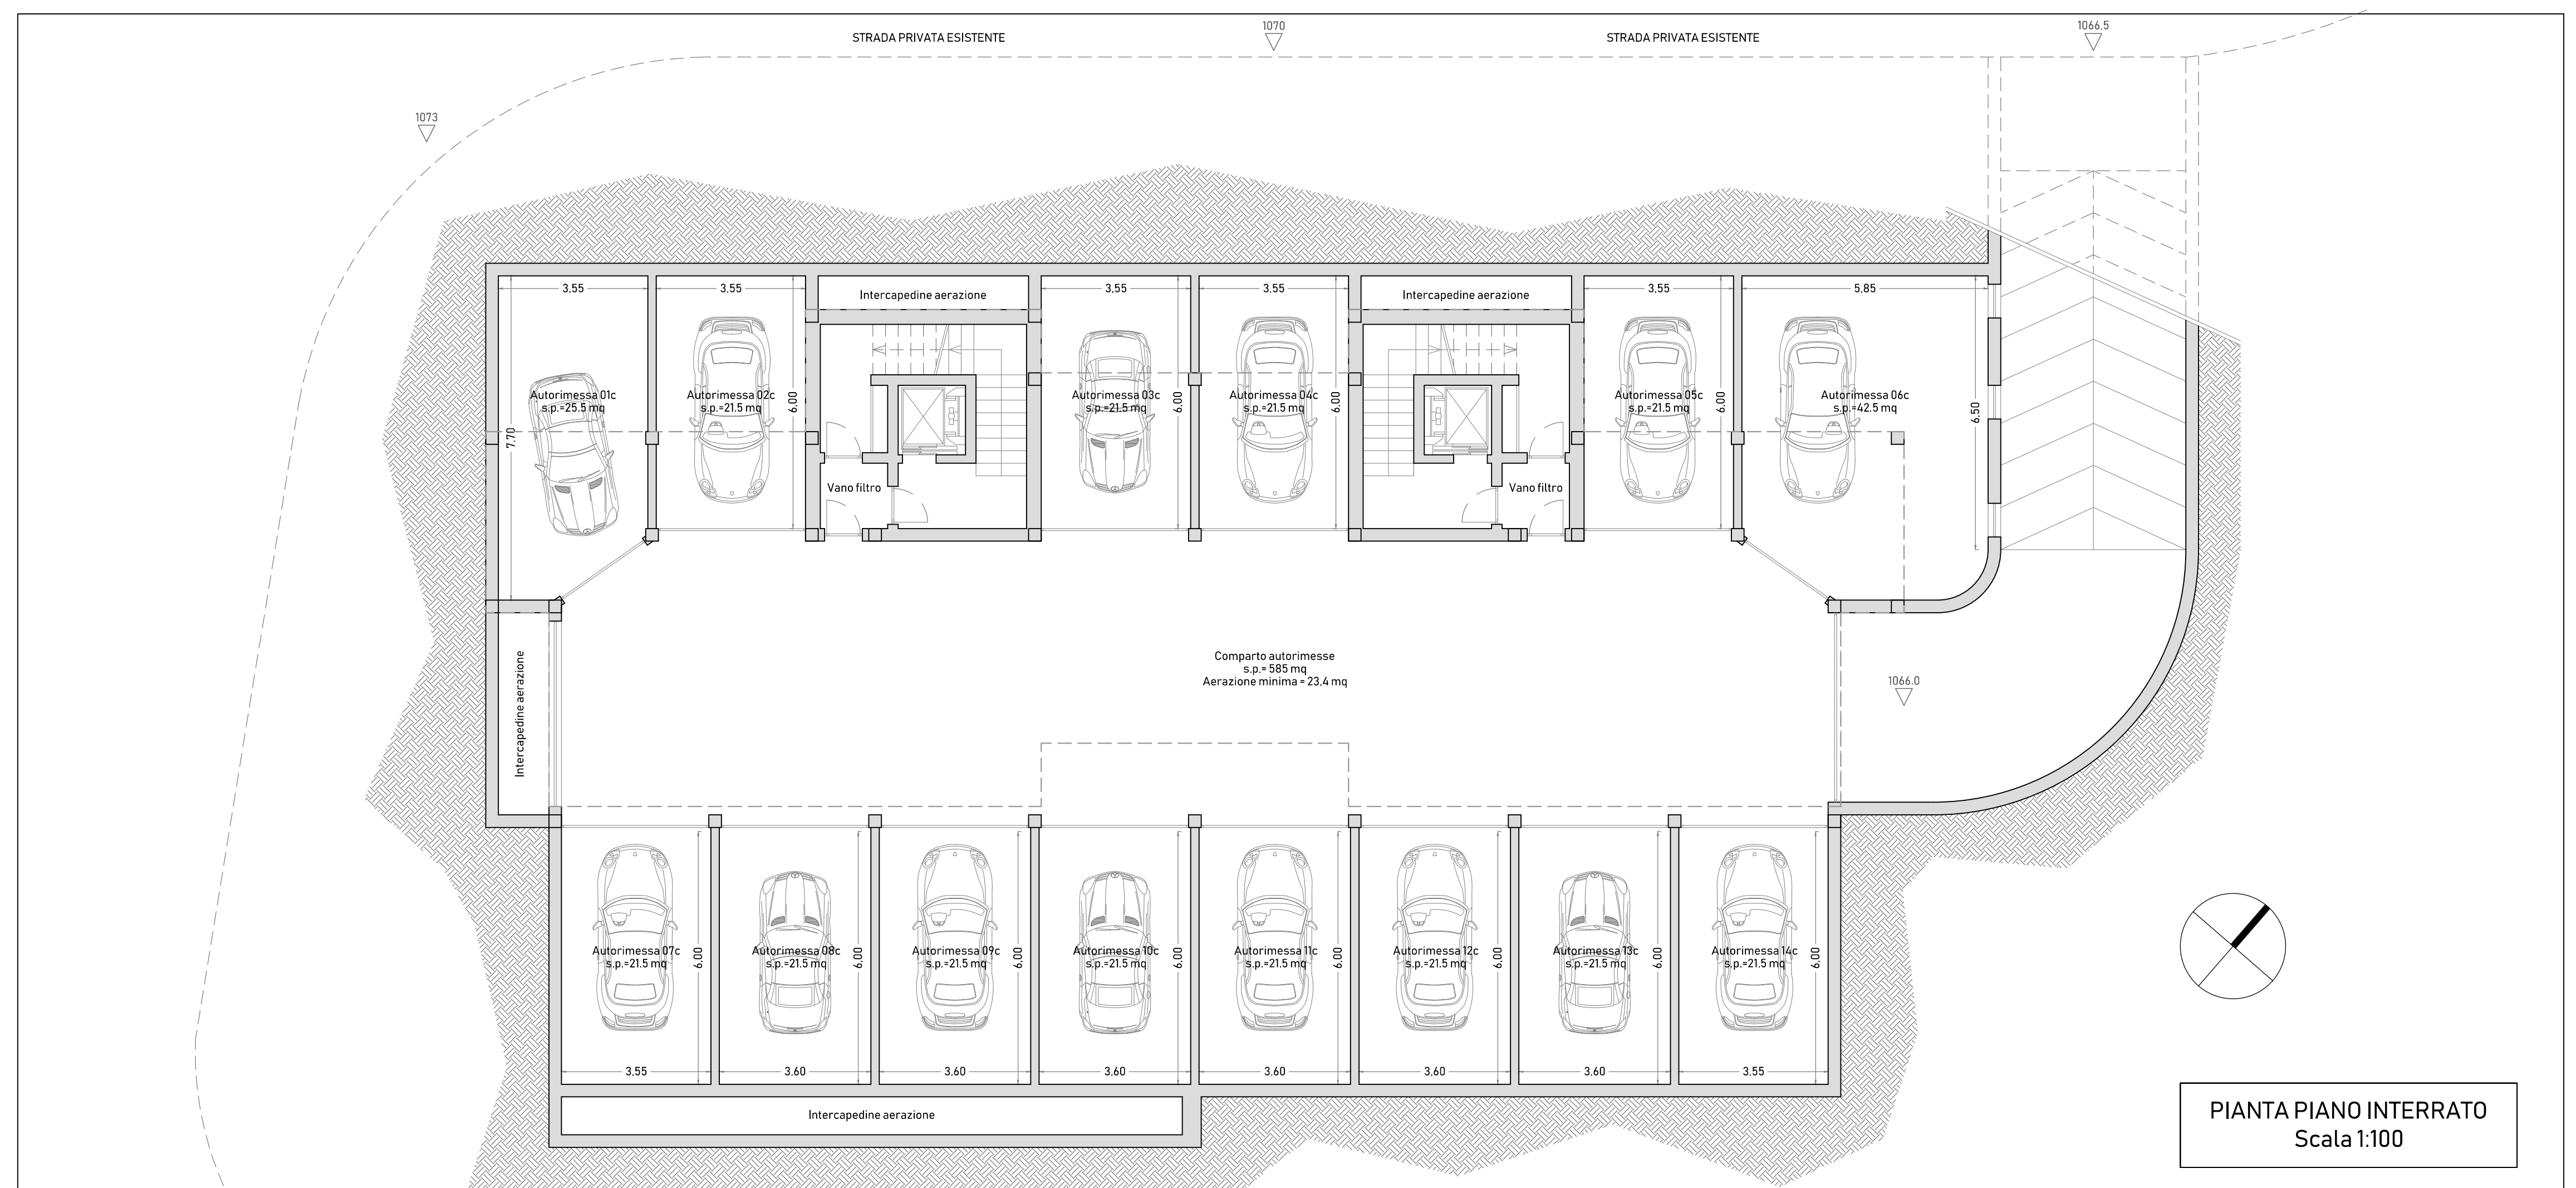 1070
1066,5
STRADA PRIVATA ESISTENTE
STRADA PRIVATA ESISTENTE
1073
3,55
3,55
Intercapedine aerazione
3,55
3,55
Intercapedine aerazione
3,55
5,85
Autorimessa 01c
s.p.=25.5 mq
7,70
Autorimessa 02c
s.p.=21.5 mq
6,00
Autorimessa 03c
s.p.=21.5 mq
6,00
Autorimessa 04c
s.p.=21.5 mq
6,00
Autorimessa 05c
s.p.=21.5 mq
6,00
Autorimessa 06c
s.p.=42.5 mq
6,50
Vano filtro
Vano filtro
Intercapedine aerazione
Comparto autorimesse
s.p.= 585 mq
Aerazione minima = 23,4 mq
1066.0
Autorimessa 07c
s.p.=21.5 mq
6,00
Autorimessa 08c
s.p.=21.5 mq
6,00
Autorimessa 09c
s.p.=21.5 mq
6,00
Autorimessa 10c
s.p.=21.5 mq
6,00
Autorimessa 11c
s.p.=21.5 mq
6,00
Autorimessa 12c
s.p.=21.5 mq
6,00
Autorimessa 13c
s.p.=21.5 mq
6,00
Autorimessa 14c
s.p.=21.5 mq
6,00
3,55
3,60
3,60
3,60
3,60
3,60
3,60
3,55
Intercapedine aerazione
PIANTA PIANO INTERRATO
Scala 1:100